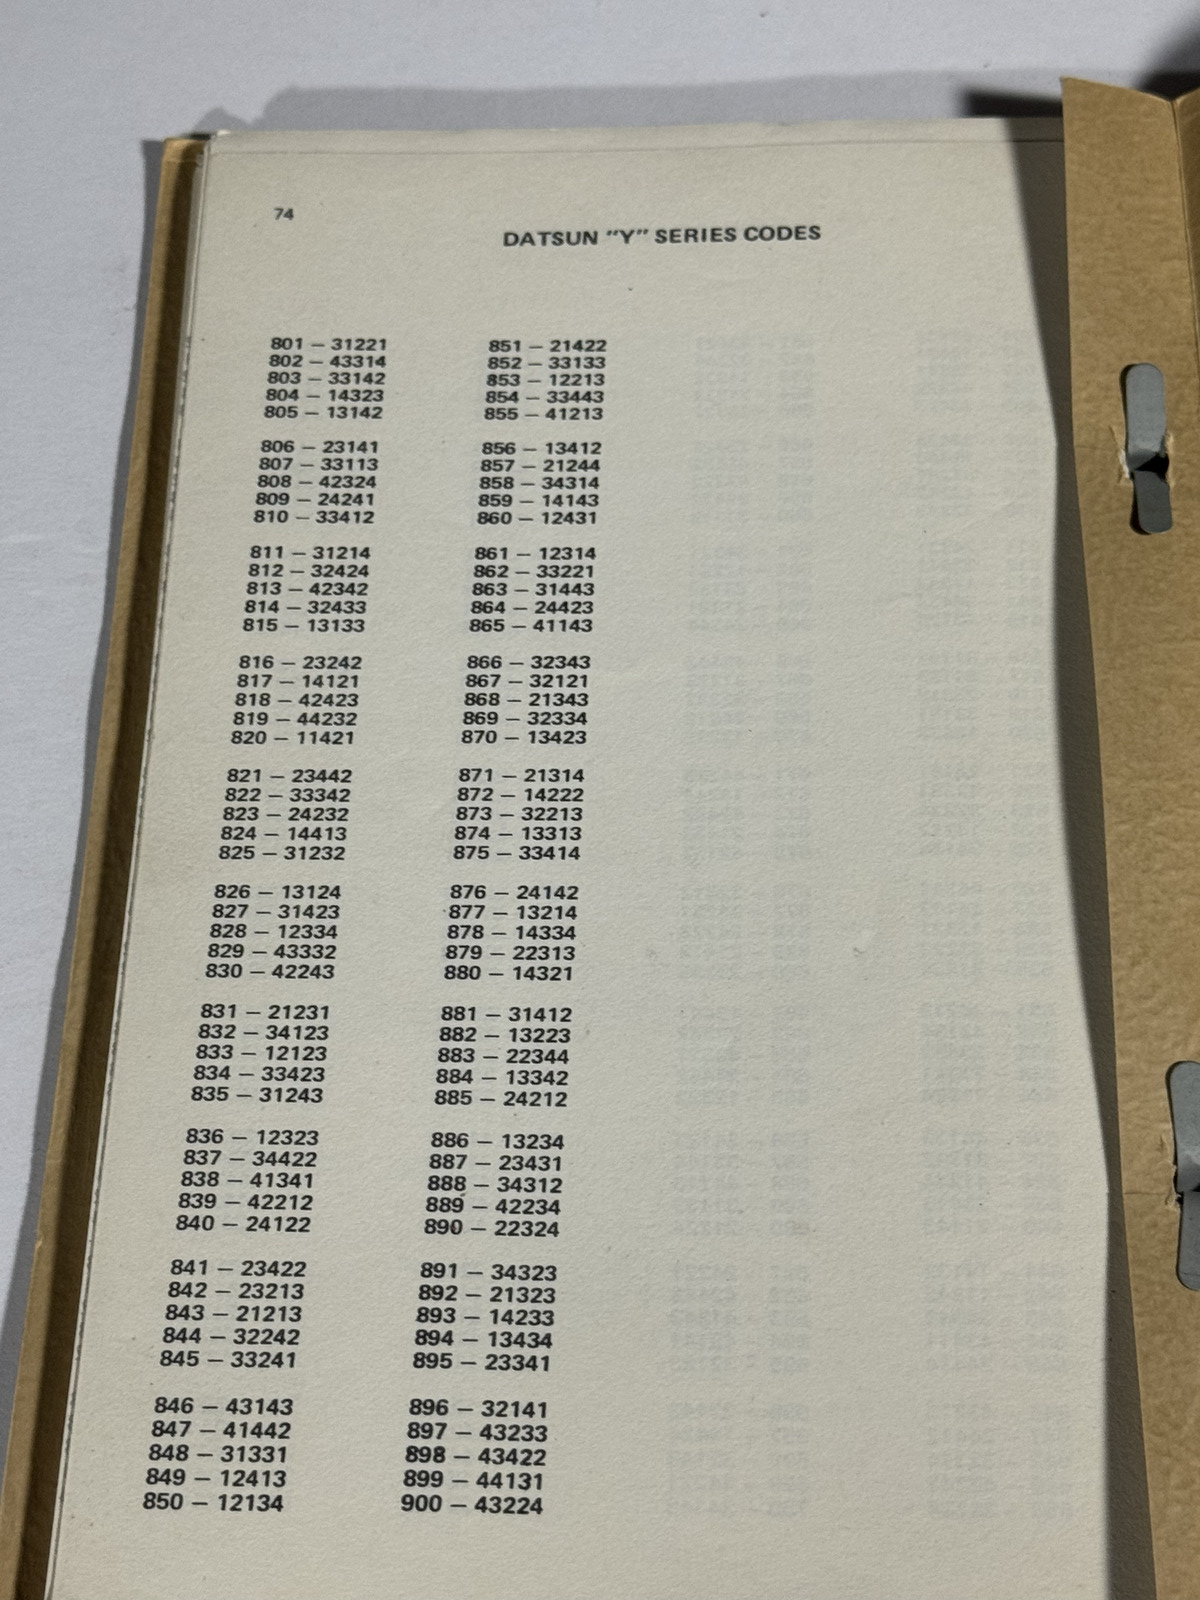 74
DATSUN "Y" SERIES CODES
801 — 31221
802 — 43314
803 — 33142
804 — 14323
805 — 13142
806 — 23141
807 — 33113
808 — 42324
809 — 24241
810 — 33412
811 — 31214
812 — 32424
813 — 42342
814 — 32433
815 — 13133
816 — 23242
817 — 14121
818 — 42423
819 — 44232
820 — 11421
821 — 23442
822 — 33342
823 — 24232
824 — 14413
825 — 31232
826 — 13124
827 — 31423
828 — 12334
829 — 43332
830 — 42243
831 — 21231
832 — 34123
833 — 12123
834 — 33423
835 — 31243
836 — 12323
837 — 34422
838 — 41341
839 — 42212
840 — 24122
841 — 23422
842 — 23213
843 — 21213
844 — 32242
845 — 33241
846 — 43143
847 — 41442
848 — 31331
849 — 12413
850 — 12134
851 — 21422
852 — 33133
853 — 12213
854 — 33443
855 — 41213
856 — 13412
857 — 21244
858 — 34314
859 — 14143
860 — 12431
861 — 12314
862 — 33221
863 — 31443
864 — 24423
865 — 41143
866 — 32343
867 — 32121
868 — 21343
869 — 32334
870 — 13423
871 — 21314
872 — 14222
873 — 32213
874 — 13313
875 — 33414
876 — 24142
877 — 13214
878 — 14334
879 — 22313
880 — 14321
881 — 31412
882 — 13223
883 — 22344
884 — 13342
885 — 24212
886 — 13234
887 — 23431
888 — 34312
889 — 42234
890 — 22324
891 — 34323
892 — 21323
893 — 14233
894 — 13434
895 — 23341
896 — 32141
897 — 43233
898 — 43422
899 — 44131
900 — 43224